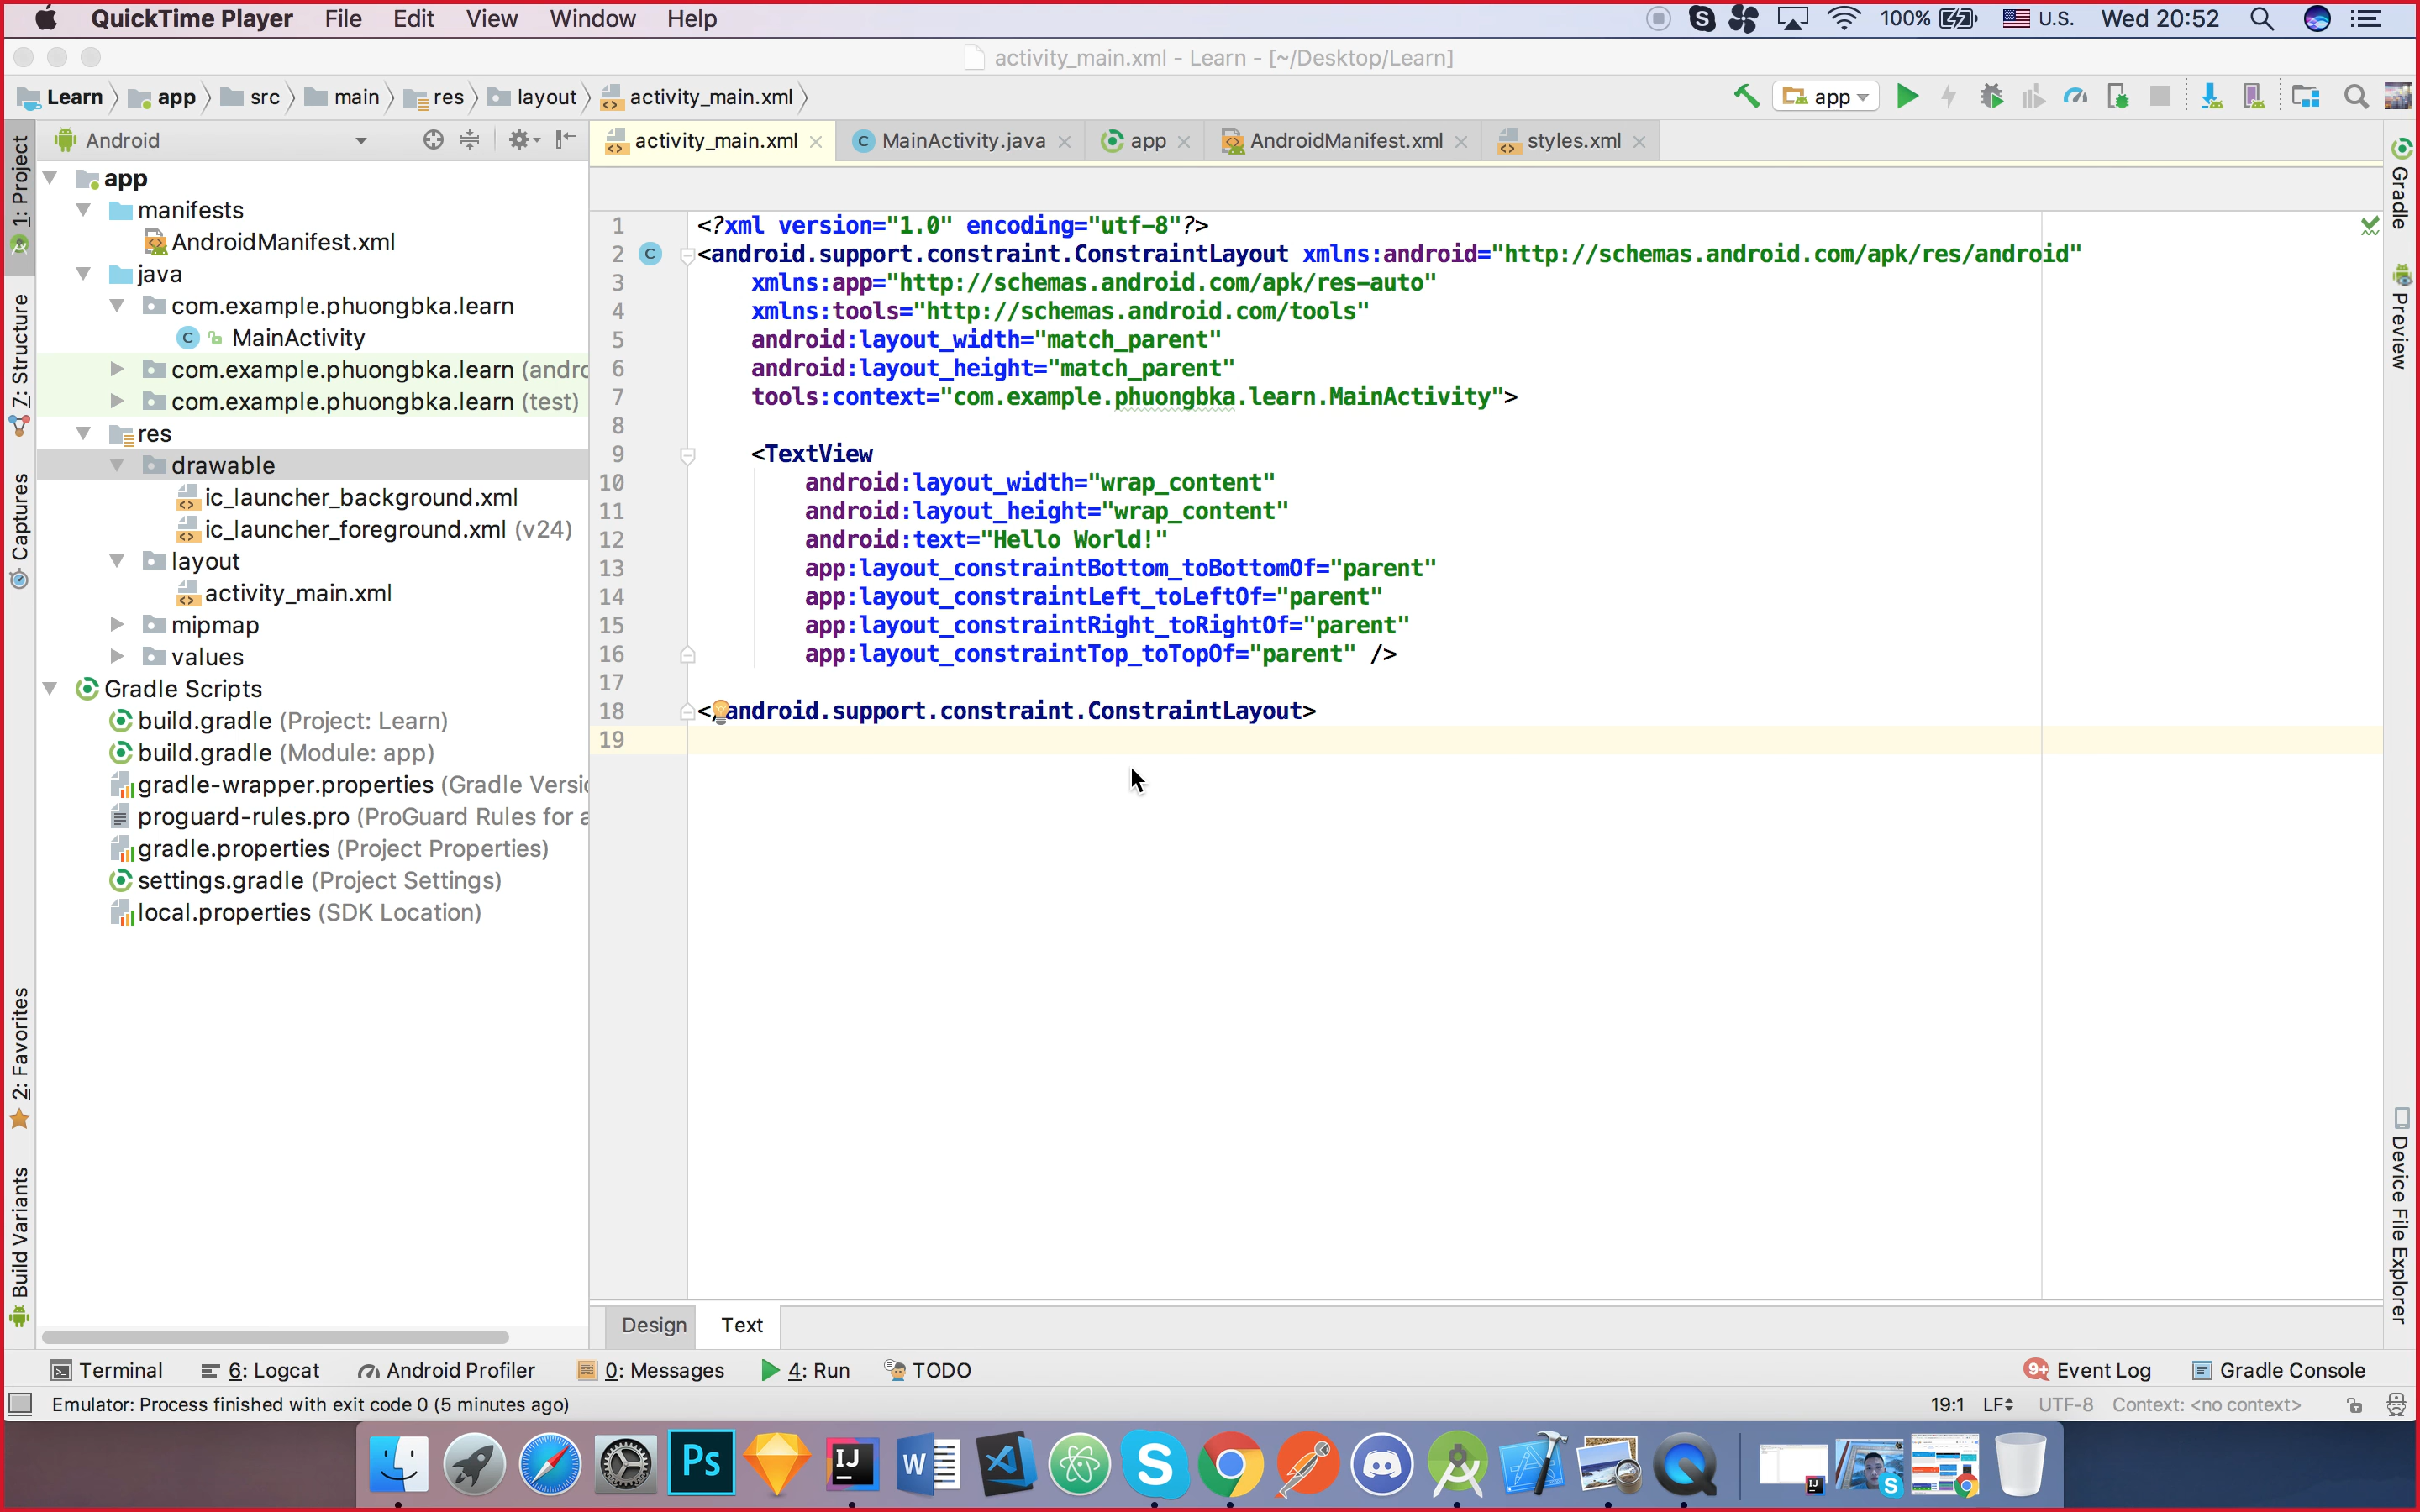 QuickTime Player File Edit View Window Help 100% U.S. Wed 20:52
activity_main.xml - Learn - [~/Desktop/Learn]
Learn app src main res layout activity_main.xml app
Android
activity_main.xml MainActivity.java app AndroidManifest.xml styles.xml
1: Project
7: Structure
Captures
2: Favorites
Build Variants
app
manifests
AndroidManifest.xml
java
com.example.phuongbka.learn
MainActivity
com.example.phuongbka.learn (andro
com.example.phuongbka.learn (test)
res
drawable
ic_launcher_background.xml
ic_launcher_foreground.xml (v24)
layout
activity_main.xml
mipmap
values
Gradle Scripts
build.gradle (Project: Learn)
build.gradle (Module: app)
gradle-wrapper.properties (Gradle Versi
proguard-rules.pro (ProGuard Rules for a
gradle.properties (Project Properties)
settings.gradle (Project Settings)
local.properties (SDK Location)
1 <?xml version="1.0" encoding="utf-8"?>
2 C <android.support.constraint.ConstraintLayout xmlns:android="http://schemas.android.com/apk/res/android"
3 xmlns:app="http://schemas.android.com/apk/res-auto"
4 xmlns:tools="http://schemas.android.com/tools"
5 android:layout_width="match_parent"
6 android:layout_height="match_parent"
7 tools:context="com.example.phuongbka.learn.MainActivity">
8
9 <TextView
10 android:layout_width="wrap_content"
11 android:layout_height="wrap_content"
12 android:text="Hello World!"
13 app:layout_constraintBottom_toBottomOf="parent"
14 app:layout_constraintLeft_toLeftOf="parent"
15 app:layout_constraintRight_toRightOf="parent"
16 app:layout_constraintTop_toTopOf="parent" />
17
18 </android.support.constraint.ConstraintLayout>
19
Gradle
Preview
Device File Explorer
Design Text
Terminal 6: Logcat Android Profiler 0: Messages 4: Run TODO 9+ Event Log Gradle Console
Emulator: Process finished with exit code 0 (5 minutes ago) 19:1 LF UTF-8 Context: <no context>
Ps IJ W S